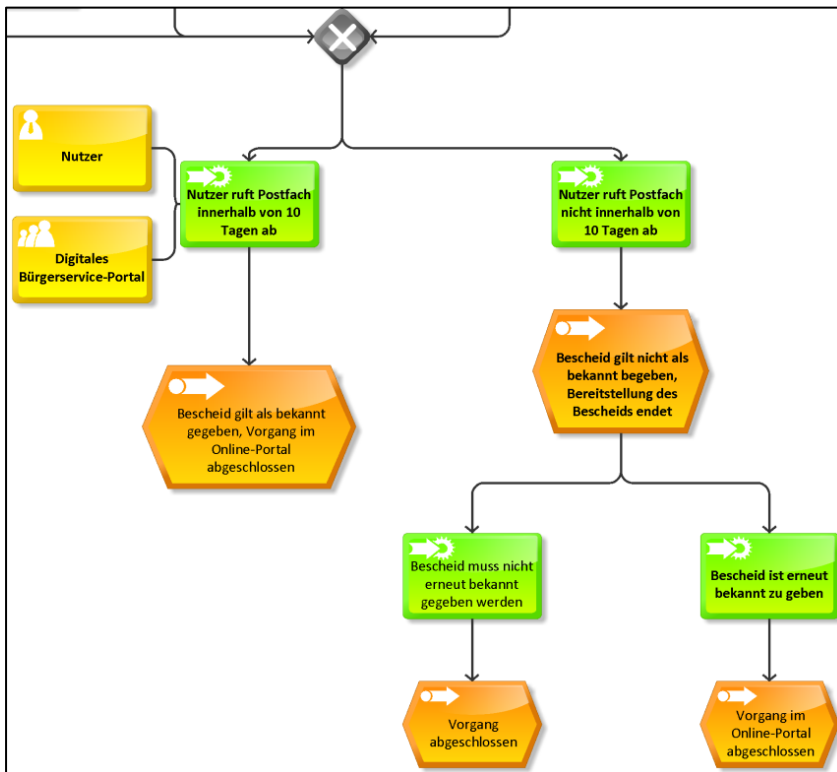 Nutzer
Digitales
Bürgerservice-Portal
Nutzer ruft Postfach
innerhalb von 10
Tagen ab
Nutzer ruft Postfach
nicht innerhalb von
10 Tagen ab
Bescheid gilt als bekannt
gegeben, Vorgang im
Online-Portal
abgeschlossen
Bescheid gilt nicht als
bekannt begeben,
Bereitstellung des
Bescheids endet
Bescheid muss nicht
erneut bekannt
gegeben werden
Bescheid ist erneut
bekannt zu geben
Vorgang
abgeschlossen
Vorgang im
Online-Portal
abgeschlossen